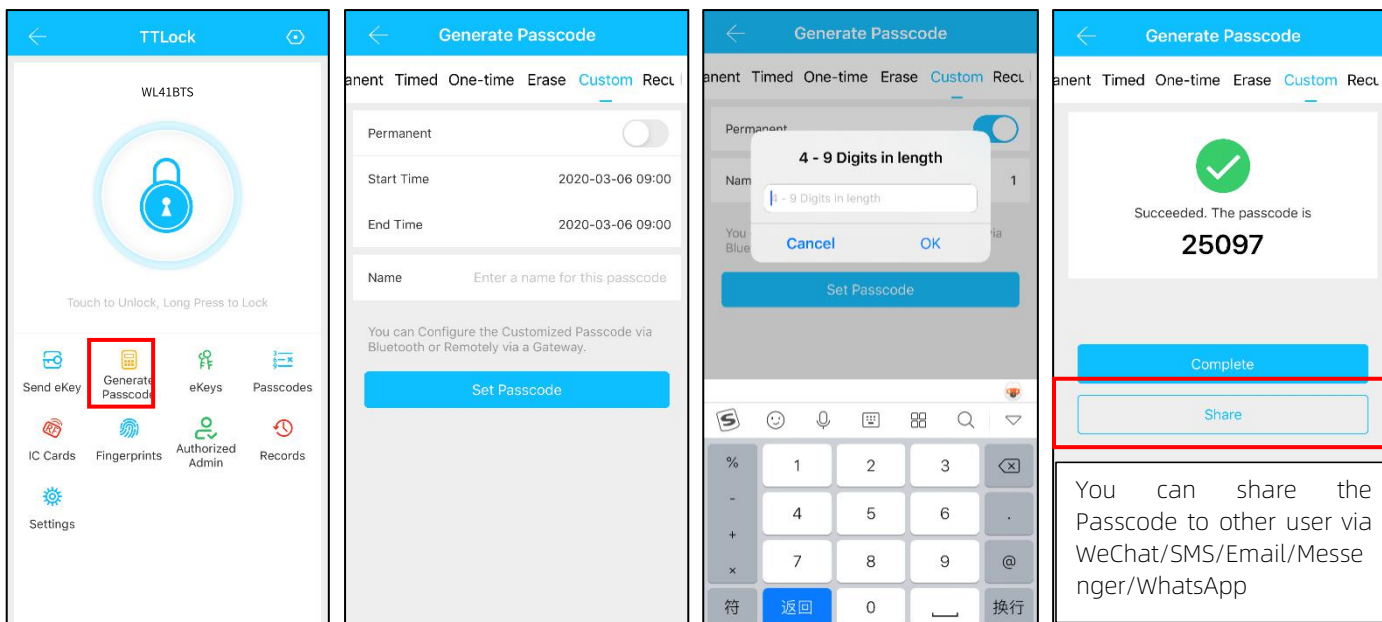 TTLock
WL41BTS
Touch to Unlock, Long Press to Lock
Send eKey
Generate
Passcode
eKeys
Passcodes
IC Cards
Fingerprints
Authorized
Admin
Records
Settings
Generate Passcode
anent Timed One-time Erase Custom Recu
Permanent
Start Time 2020-03-06 09:00
End Time 2020-03-06 09:00
Name Enter a name for this passcode
You can Configure the Customized Passcode via
Bluetooth or Remotely via a Gateway.
Set Passcode
Generate Passcode
anent Timed One-time Erase Custom Recu
Permanent
4 - 9 Digits in length
Nam 1
4 - 9 Digits in length
You via
Blue
Cancel OK
Set Passcode
S
% 1 2 3
- 4 5 6 .
+
× 7 8 9 @
符 返回 0 换行
Generate Passcode
anent Timed One-time Erase Custom Recu
Succeeded. The passcode is
25097
Complete
Share
You can share the
Passcode to other user via
WeChat/SMS/Email/Messe
nger/WhatsApp